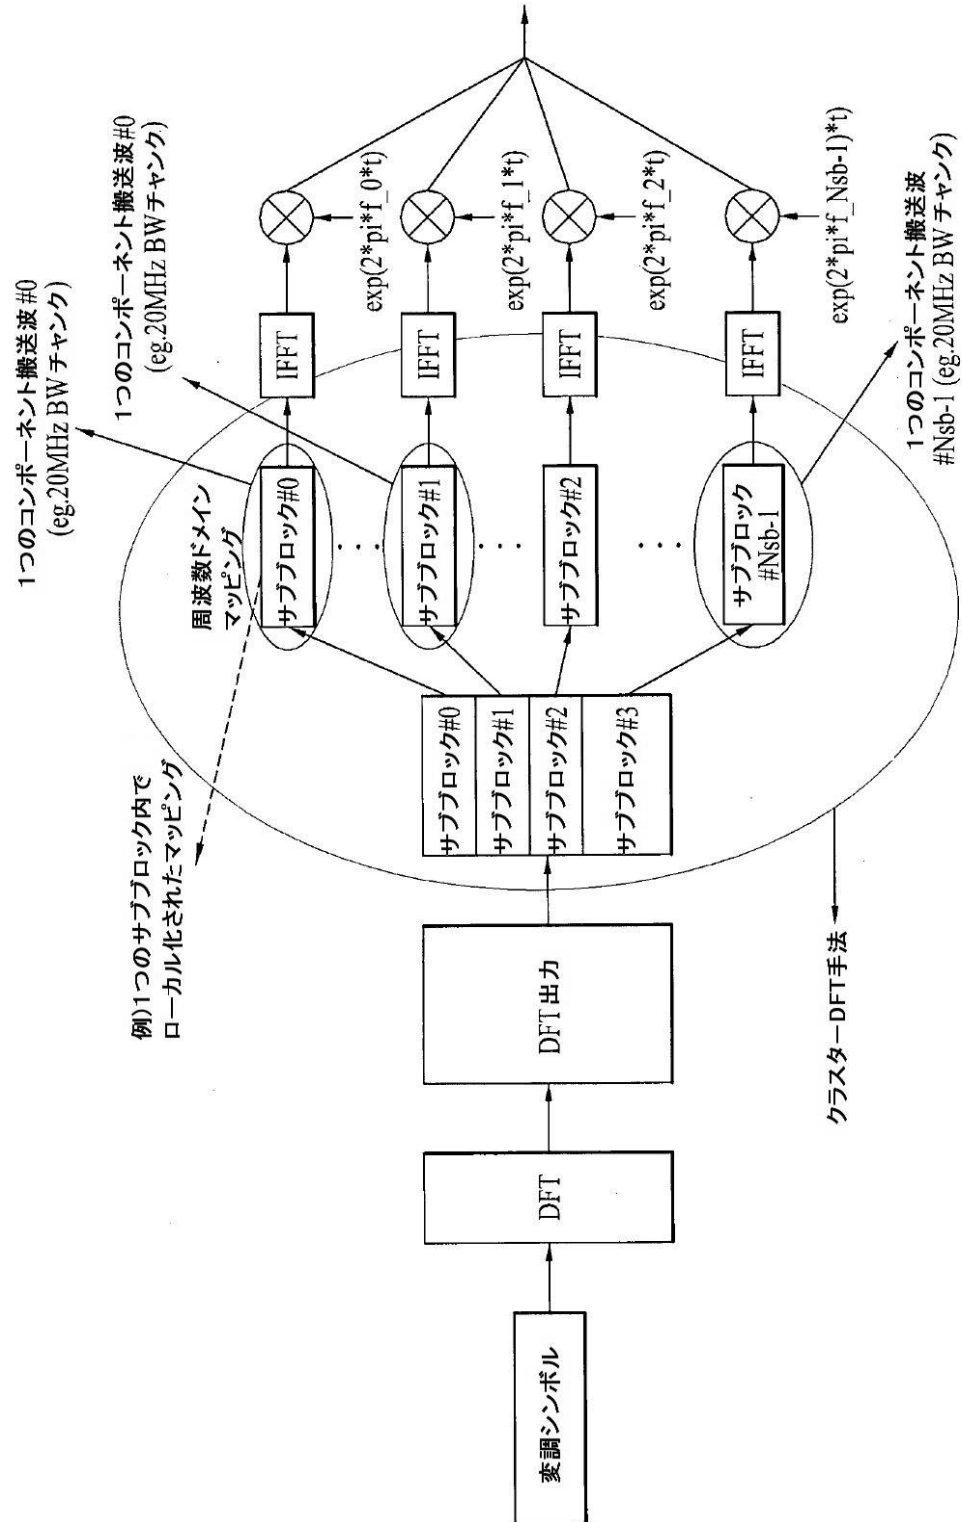 変調シンボル
DFT
DFT出力
サブブロック#0
サブブロック#1
サブブロック#2
サブブロック#3
例)1つのサブブロック内で
ローカル化されたマッピング
周波数ドメイン
マッピング
サブブロック#0
サブブロック#1
サブブロック#2
サブブロック
#Nsb-1
1つのコンポーネント搬送波#0
(eg.20MHz BWチャンク)
1つのコンポーネント搬送波#0
(eg.20MHz BWチャンク)
1つのコンポーネント搬送波
#Nsb-1 (eg.20MHz BWチャンク)
IFFT
IFFT
IFFT
IFFT
exp(2*pi*f_0*t)
exp(2*pi*f_1*t)
exp(2*pi*f_2*t)
exp(2*pi*f_Nsb-1)*t)
クラスターDFT手法